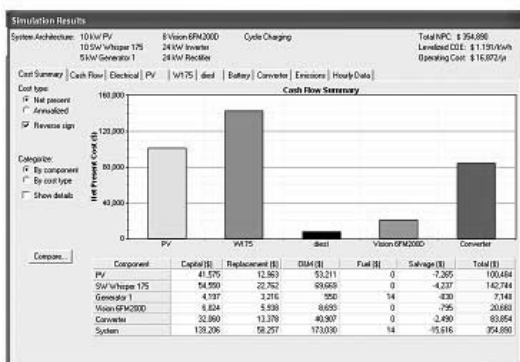 Simulation Results
System Architecture: 10 kW PV 8 Vision 6FM200D Cycle Charging Total NPC: $ 354,890
10 SW Whisper 175 24 kW Inverter Levelized COE: $ 1.191/kWh
5 kW Generator 1 24 kW Rectifier Operating Cost: $ 16,872/yr
Cost Summary Cash Flow Electrical PV W175 diesl Battery Converter Emissions Hourly Data
Cost type:
Net present
Annualized
Reverse sign
Categorize:
By component
By cost type
Show details
Compare...
Cash Flow Summary
Net Present Cost ($)
160,000
120,000
80,000
40,000
0
PV W175 diesl Vision 6FM200D Converter
Component Capital ($) Replacement ($) O&M ($) Fuel ($) Salvage ($) Total ($)
PV 41,575 12,963 53,211 0 -7,265 100,484
SW Whisper 175 54,550 22,762 69,669 0 -4,237 142,744
Generator 1 4,197 3,216 550 14 -830 7,148
Vision 6FM200D 6,824 5,938 8,693 0 -795 20,660
Converter 32,060 13,378 40,907 0 -2,490 83,854
System 139,206 58,257 173,030 14 -15,616 354,890